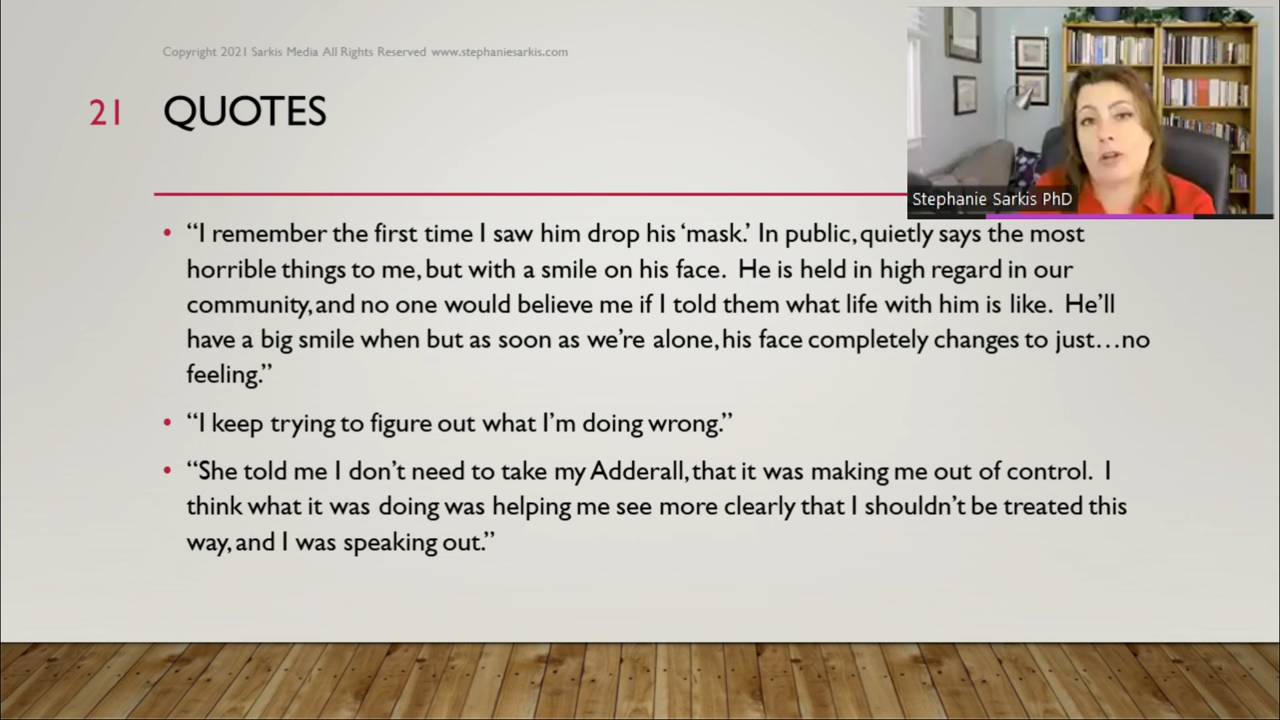 Copyright 2021 Sarkis Media All Rights Reserved www.stephaniesarkis.com
21 QUOTES
Stephanie Sarkis PhD
• “I remember the first time I saw him drop his ‘mask.’ In public, quietly says the most
horrible things to me, but with a smile on his face. He is held in high regard in our
community, and no one would believe me if I told them what life with him is like. He’ll
have a big smile when but as soon as we’re alone, his face completely changes to just…no
feeling.”
• “I keep trying to figure out what I’m doing wrong.”
• “She told me I don’t need to take my Adderall, that it was making me out of control. I
think what it was doing was helping me see more clearly that I shouldn’t be treated this
way, and I was speaking out.”